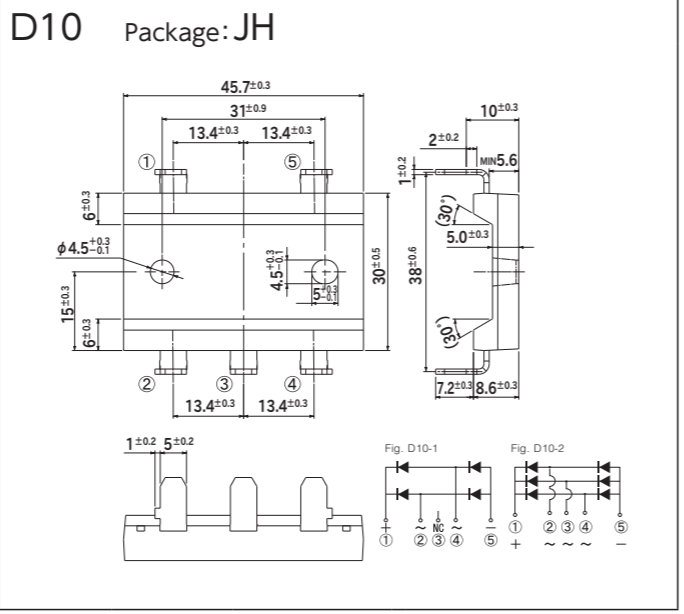 D10 Package: JH
45.7±0.3
31±0.9
13.4±0.3 13.4±0.3
① ⑤
6±0.3
φ4.5+0.3-0.1
15±0.3
6±0.3
4.5+0.3-0.1
5+0.3-0.1
30±0.5
② ③ ④
13.4±0.3 13.4±0.3
10±0.3
2±0.2
MIN5.6
1±0.2
(30°)
5.0±0.3
38±0.6
(30°)
7.2±0.3 8.6±0.3
1±0.2 5±0.2
Fig. D10-1
+ ~ NC ~ −
① ② ③ ④ ⑤
Fig. D10-2
① ② ③ ④ ⑤
+ ~ ~ ~ −